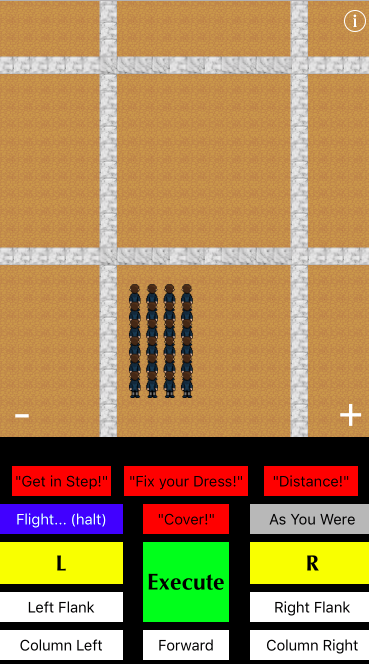 i
- +
"Get in Step!" "Fix your Dress!" "Distance!"
Flight... (halt) "Cover!" As You Were
L Execute R
Left Flank Right Flank
Column Left Forward Column Right